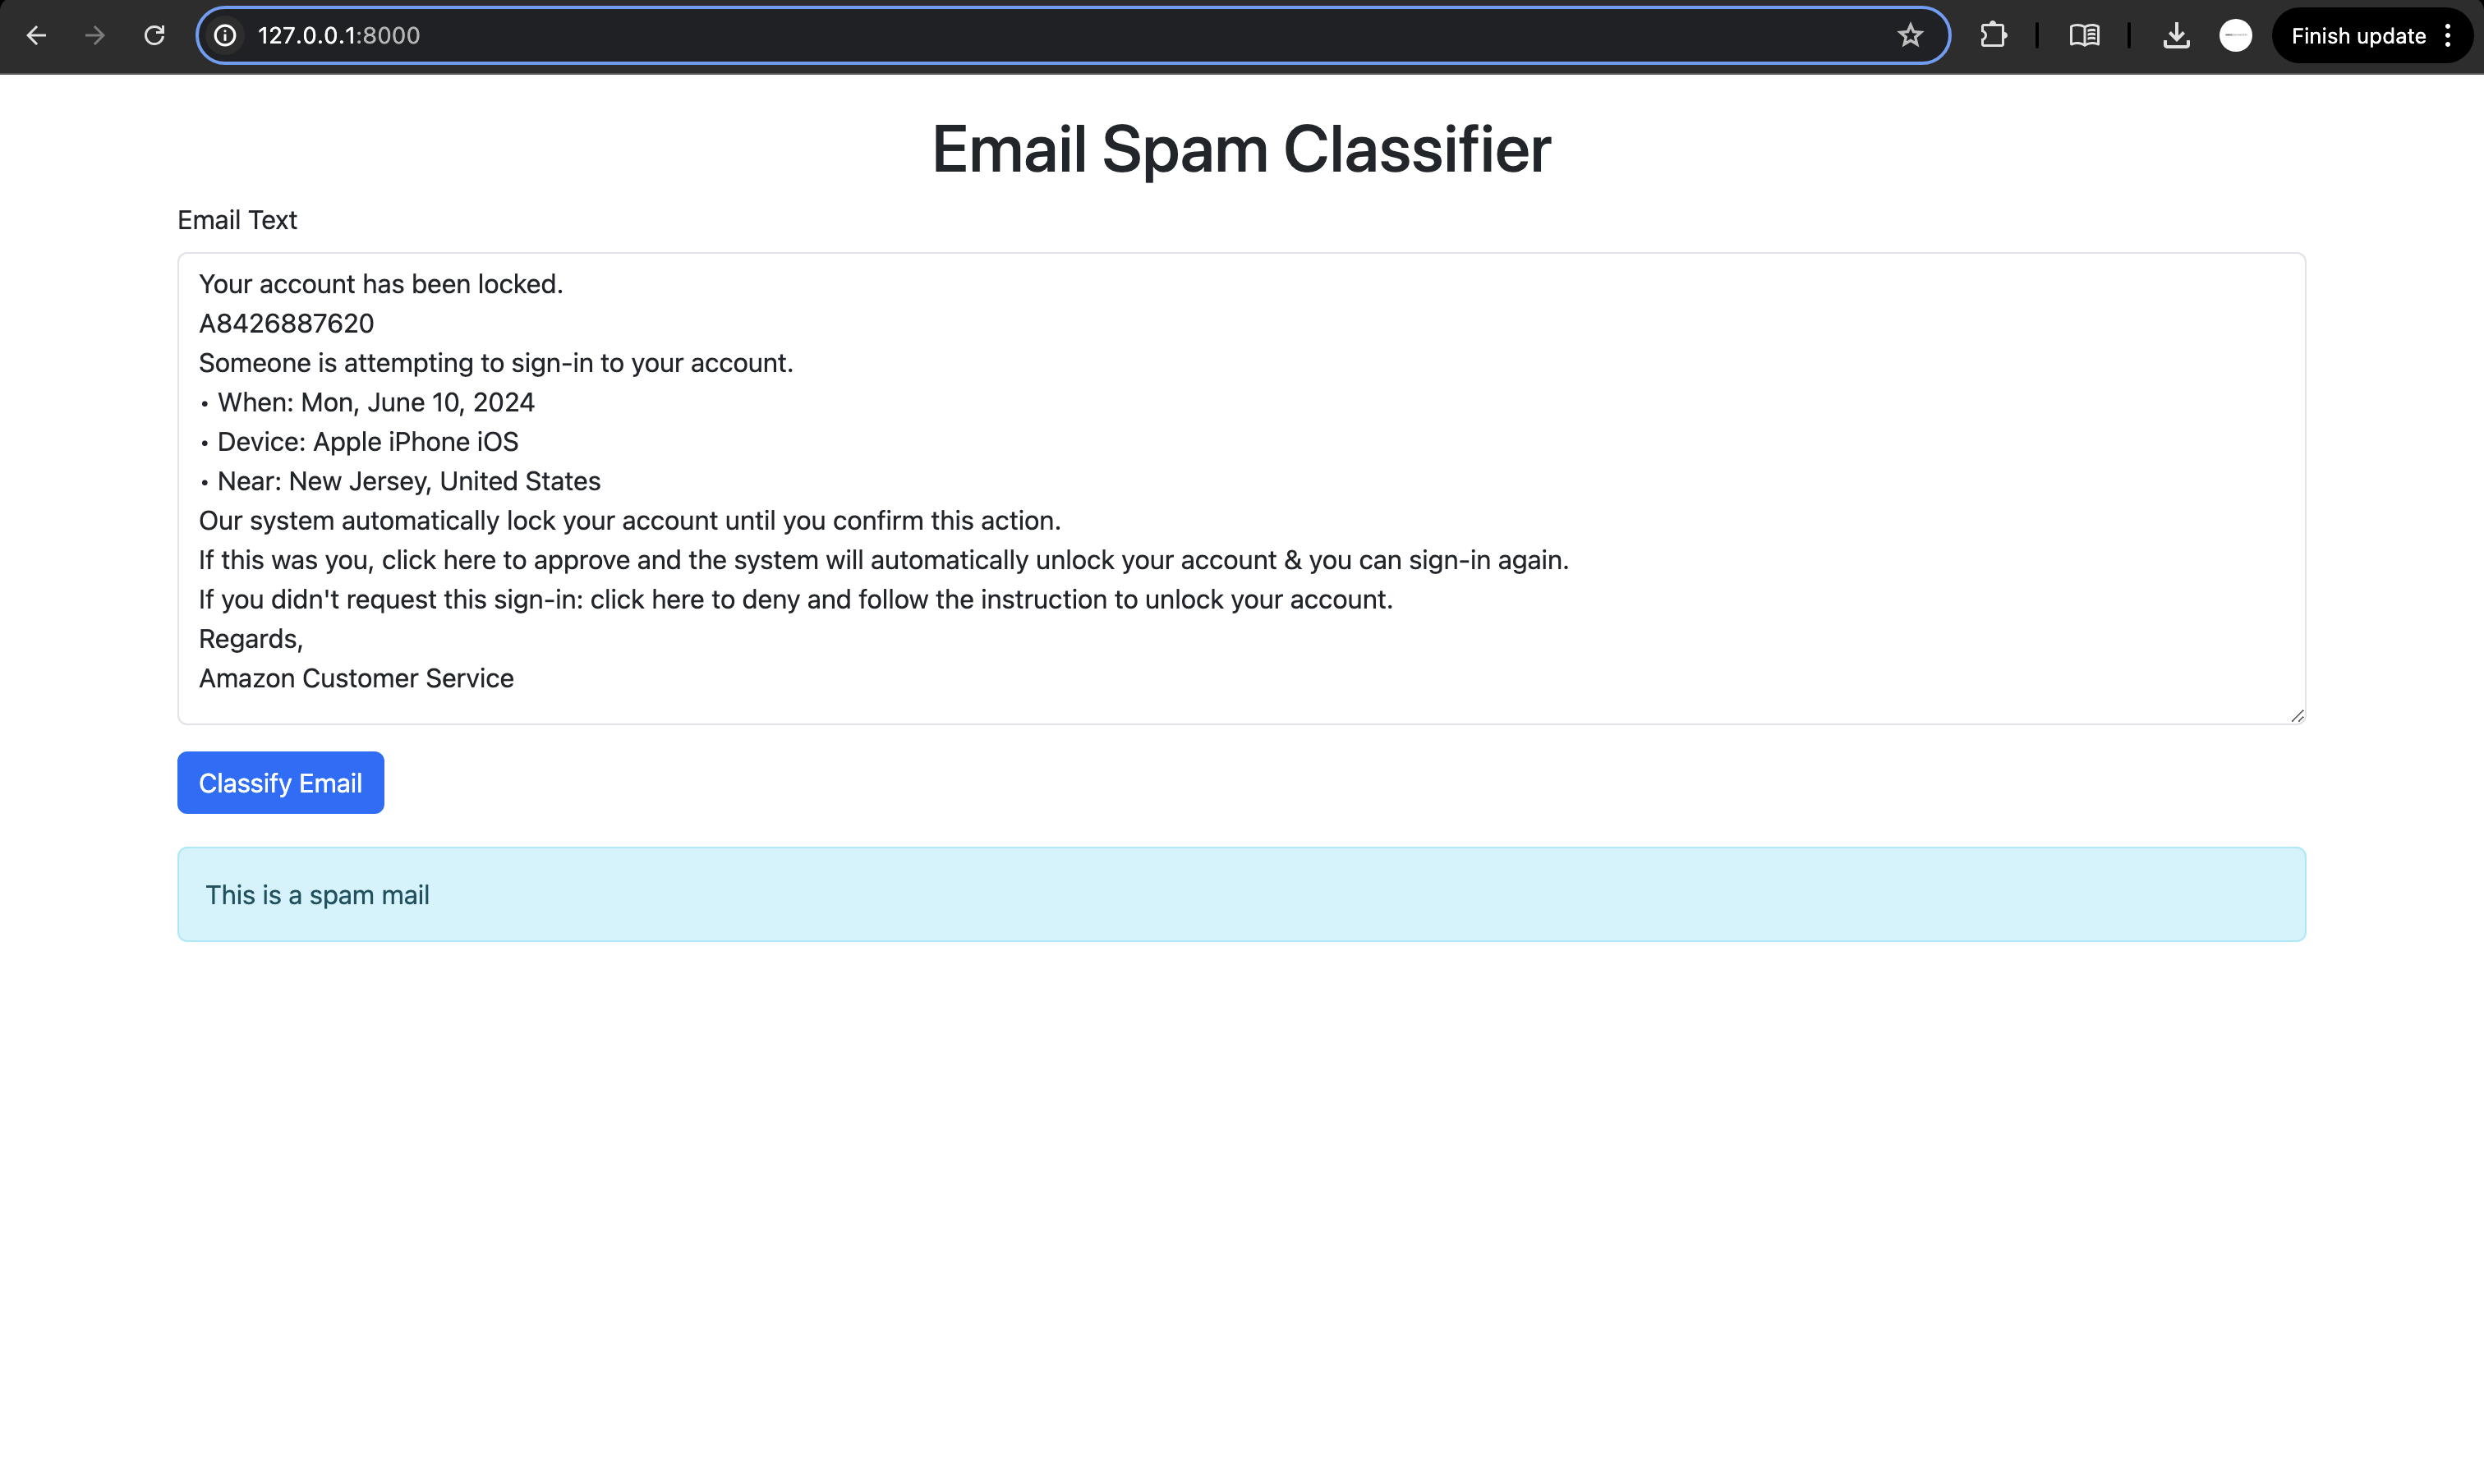 127.0.0.1:8000
Finish update
Email Spam Classifier
Email Text
Your account has been locked.
A8426887620
Someone is attempting to sign-in to your account.
• When: Mon, June 10, 2024
• Device: Apple iPhone iOS
• Near: New Jersey, United States
Our system automatically lock your account until you confirm this action.
If this was you, click here to approve and the system will automatically unlock your account & you can sign-in again.
If you didn't request this sign-in: click here to deny and follow the instruction to unlock your account.
Regards,
Amazon Customer Service
Classify Email
This is a spam mail